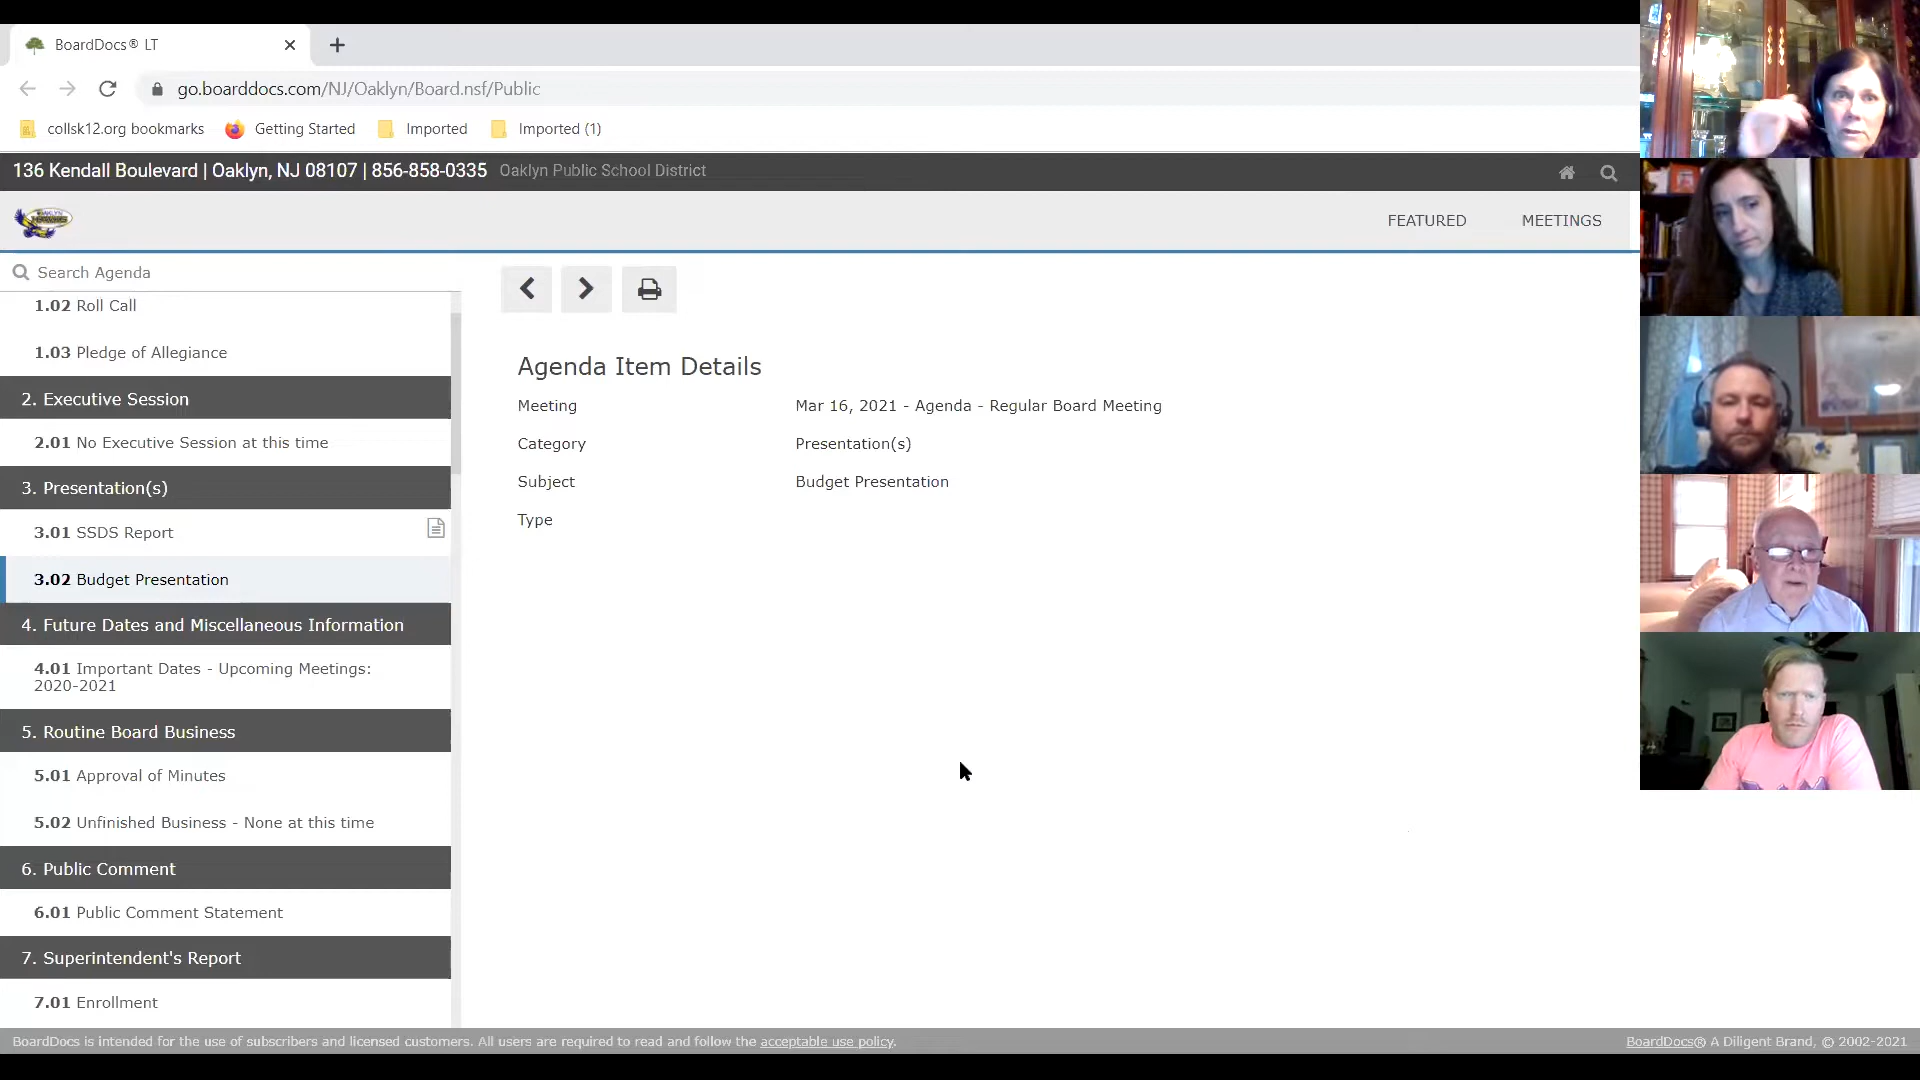 BoardDocs® LT
go.boarddocs.com/NJ/Oaklyn/Board.nsf/Public
collsk12.org bookmarks Getting Started Imported Imported (1)
136 Kendall Boulevard | Oaklyn, NJ 08107 | 856-858-0335 Oaklyn Public School District
FEATURED MEETINGS
Search Agenda
1.02 Roll Call
1.03 Pledge of Allegiance
2. Executive Session
2.01 No Executive Session at this time
3. Presentation(s)
3.01 SSDS Report
3.02 Budget Presentation
4. Future Dates and Miscellaneous Information
4.01 Important Dates - Upcoming Meetings:
2020-2021
5. Routine Board Business
5.01 Approval of Minutes
5.02 Unfinished Business - None at this time
6. Public Comment
6.01 Public Comment Statement
7. Superintendent's Report
7.01 Enrollment
Agenda Item Details
Meeting Mar 16, 2021 - Agenda - Regular Board Meeting
Category Presentation(s)
Subject Budget Presentation
Type
BoardDocs is intended for the use of subscribers and licensed customers. All users are required to read and follow the acceptable use policy.
BoardDocs® A Diligent Brand, © 2002-2021